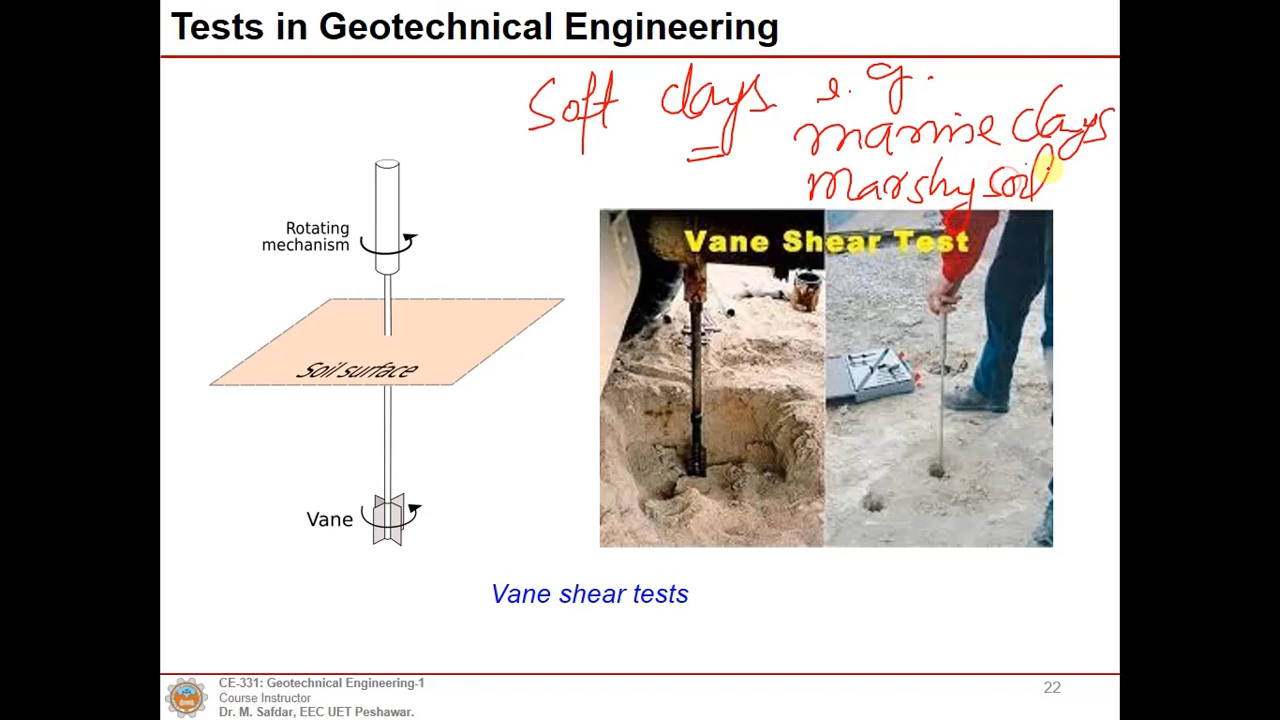 Tests in Geotechnical Engineering
Soft clays e.g.
marine clays
marshy soil
Rotating
mechanism
Vane Shear Test
Soil surface
Vane
Vane shear tests
CE-331: Geotechnical Engineering-1
Course Instructor
Dr. M. Safdar, EEC UET Peshawar.
22